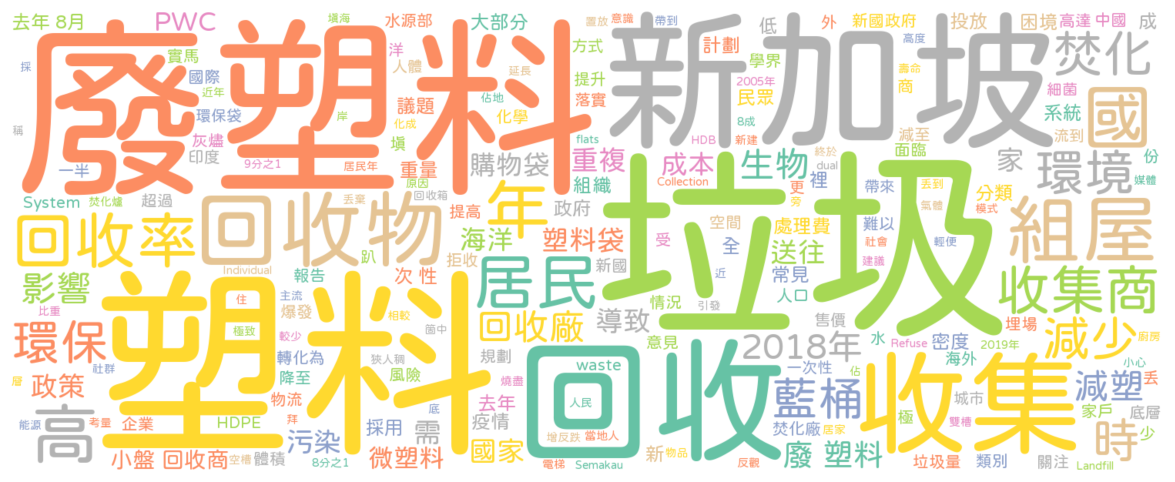 去年 8月
PWC
填海
水源部
大部分
置放
意識
帶到
低
外
新國政府
投放
困境
高達
中國
成
廢塑料
新加坡
焚化
國
採
實馬
國際
近年
環保袋
稱
灰燼
印度
一半
9分之1
洋
人體
議題
岸
化成
填
居民年
重量
購物袋
方式
延長
提升
佔地
落實
化學
flats
計劃
學界
2005年
民眾
8成
HDB
新建
終於
dual
高度
壽命
商
細菌
系統
減至
流到
面臨
份
媒體
家
環境
System
焚化爐
超過
丟棄
原因
回收箱
提高
組織
重複
成本
Collection
生物
更
旁
裡
帶來
丟到
氣體
分類
模式
回收率
回收物
年
政府
垃圾
空間
全
處理費
送往
難以
社會
輕便
建議
組屋
影響
Individual
海洋
塑料袋
拒收
受
近
常見
人口
收集商
趴
報告
次 性
居民
新國
情況
引發
住
主流
爆發
比重
極致
相較
塑料
箇中
回收廠
導致
售價
水
Refuse
密度
埋場
2019年
減少
廚房
環保
較少
社群
轉化為
狹人稠
規劃
意見
2018年
海外
小心
層
政策
降至
風險
燒盡
waste
回收
一次性
佔
藍桶
收集
減塑
丟
高
考量
企業
物流
拜
去年
底
疫情
人民
極
城市
家戶
底層
能源
HDPE
污染
採用
需
增反跌
當地人
焚化廠
居家
雙槽
時
少
小盤 回收商
空槽
體積
8分之1
微塑料
國家
電梯
Semakau
新
物品
反觀
廢 塑料
垃圾量
類別
關注
Landfill